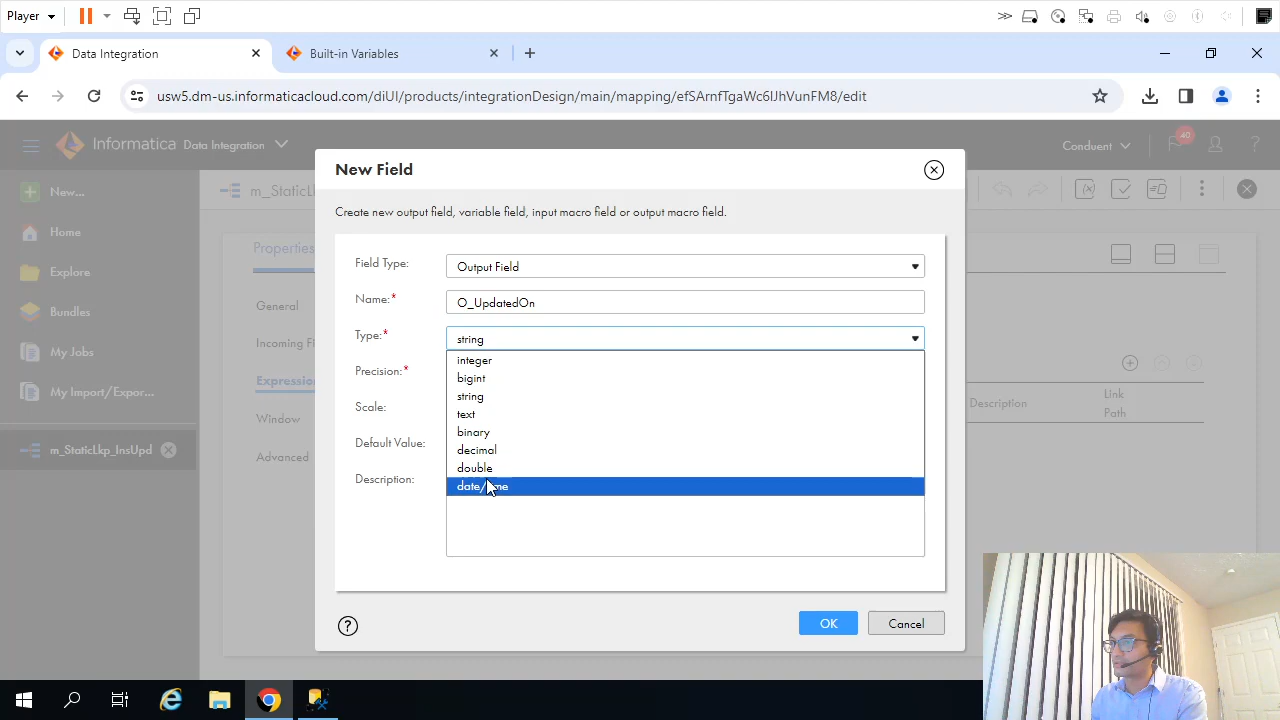 Player
Data Integration
Built-in Variables
usw5.dm-us.informaticacloud.com/diUI/products/integrationDesign/main/mapping/efSArnfTgaWc6lJhVunFM8/edit
Informatica Data Integration
Conduent
40
New...
Home
Explore
Bundles
My Jobs
My Import/Expor...
m_StaticLkp_InsUpd
m_StaticL
Properties
General
Incoming Fi
Expression
Window
Advanced
Description
Link
Path
New Field
Create new output field, variable field, input macro field or output macro field.
Field Type:
Output Field
Name:*
O_UpdatedOn
Type:*
string
Precision:*
Scale:
Default Value:
Description:
integer
bigint
string
text
binary
decimal
double
?
OK
Cancel